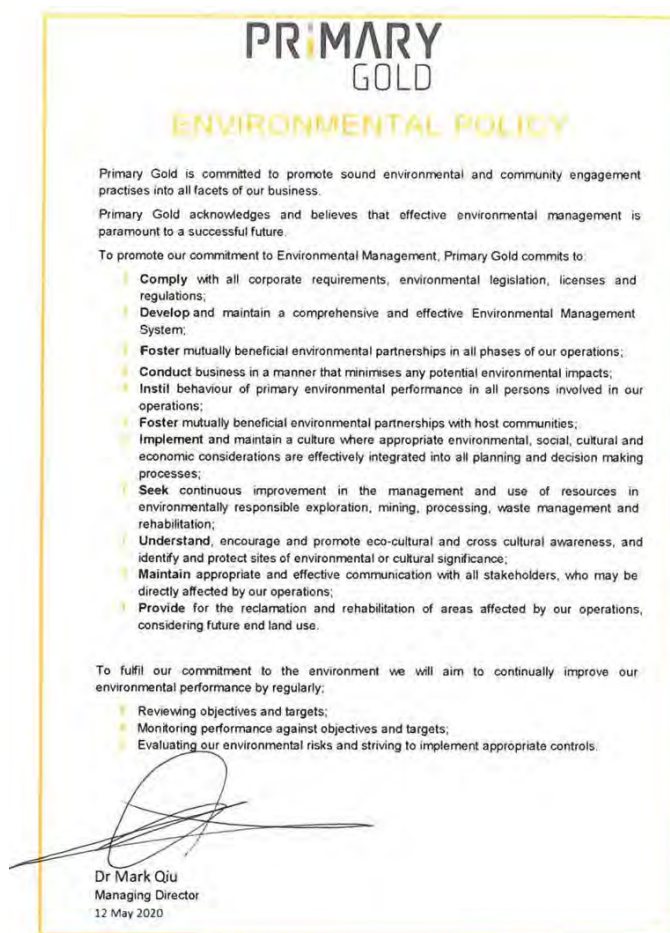 PRiMARY
GOLD
ENVIRONMENTAL POLICY
Primary Gold is committed to promote sound environmental and community engagement
practises into all facets of our business.
Primary Gold acknowledges and believes that effective environmental management is
paramount to a successful future.
To promote our commitment to Environmental Management, Primary Gold commits to:
Comply with all corporate requirements, environmental legislation, licenses and
regulations;
Develop and maintain a comprehensive and effective Environmental Management
System;
Foster mutually beneficial environmental partnerships in all phases of our operations;
Conduct business in a manner that minimises any potential environmental impacts;
Instil behaviour of primary environmental performance in all persons involved in our
operations;
Foster mutually beneficial environmental partnerships with host communities;
Implement and maintain a culture where appropriate environmental, social, cultural and
economic considerations are effectively integrated into all planning and decision making
processes;
Seek continuous improvement in the management and use of resources in
environmentally responsible exploration, mining, processing, waste management and
rehabilitation;
Understand, encourage and promote eco-cultural and cross cultural awareness, and
identify and protect sites of environmental or cultural significance;
Maintain appropriate and effective communication with all stakeholders, who may be
directly affected by our operations;
Provide for the reclamation and rehabilitation of areas affected by our operations,
considering future end land use.
To fulfil our commitment to the environment we will aim to continually improve our
environmental performance by regularly;
Reviewing objectives and targets;
Monitoring performance against objectives and targets;
Evaluating our environmental risks and striving to implement appropriate controls.
Dr Mark Qiu
Managing Director
12 May 2020